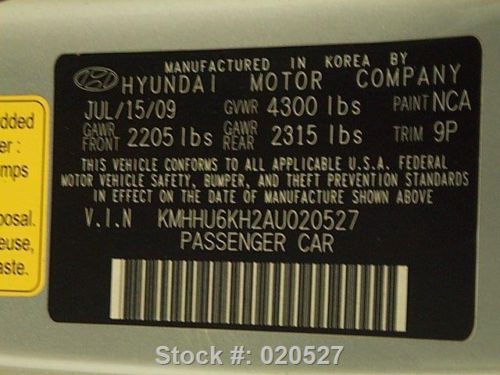 MANUFACTURED IN KOREA BY
HYUNDAI MOTOR COMPANY
JUL/15/09 GVWR 4300 lbs PAINT NCA
GAWR FRONT 2205 lbs GAWR REAR 2315 lbs TRIM 9P
THIS VEHICLE CONFORMS TO ALL APPLICABLE U.S.A. FEDERAL
MOTOR VEHICLE SAFETY, BUMPER, AND THEFT PREVENTION
STANDARDS IN EFFECT ON THE DATE OF MANUFACTURE SHOWN ABOVE.
V.I.N KMHHU6KH2AU020527
PASSENGER CAR
dded
er :
mps
posal.
euse,
aste.
Stock #: 020527